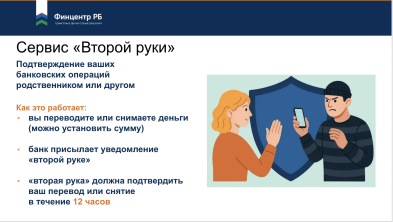 Финцентр РБ
Сервис «Второй руки»
Подтверждение ваших
банковских операций
родственником или другом
Как это работает:
• вы переводите или снимаете деньги
(можно установить сумму)
• банк присылает уведомление
«второй руке»
• «вторая рука» должна подтвердить
ваш перевод или снятие
в течение 12 часов